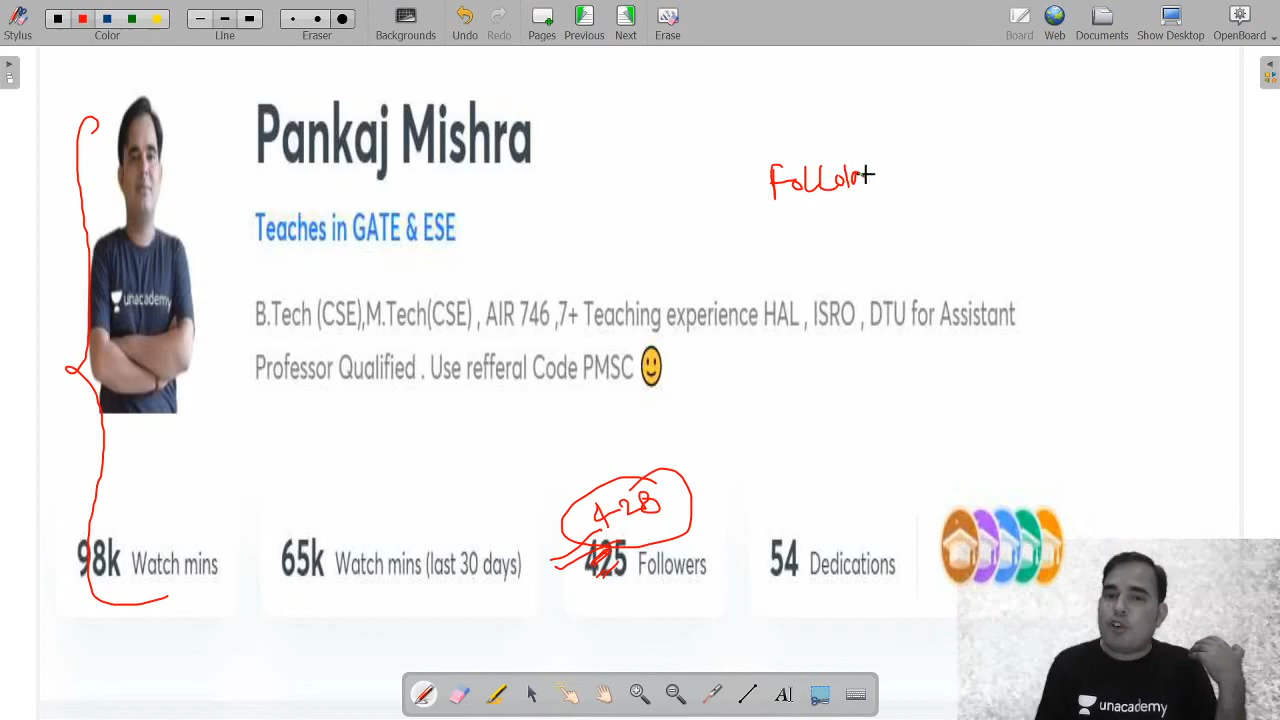 Stylus
Color
Line
Eraser
Backgrounds
Undo
Redo
Pages
Previous
Next
Erase
Board
Web
Documents
Show Desktop
OpenBoard
Pankaj Mishra
Teaches in GATE & ESE
B.Tech (CSE),M.Tech(CSE) , AIR 746 ,7+ Teaching experience HAL , ISRO , DTU for Assistant
Professor Qualified . Use refferal Code PMSC
unacademy
428
98k Watch mins
65k Watch mins (last 30 days)
425 Followers
54 Dedications
unacademy